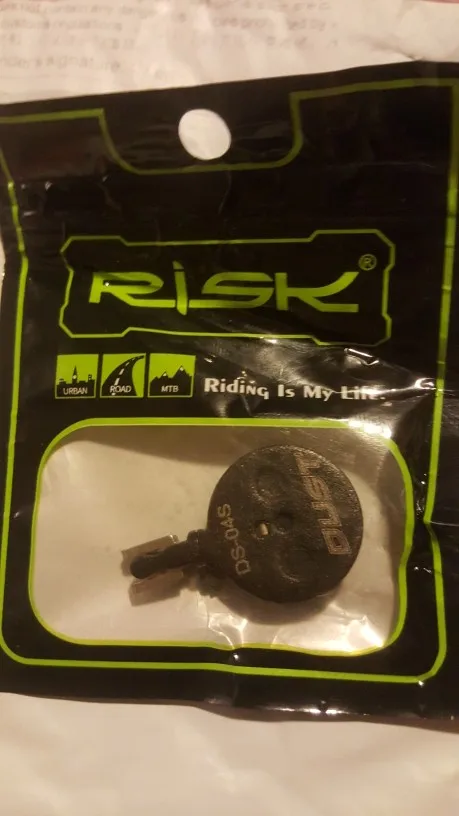 RISK®
URBAN ROAD MTB Riding Is My Life.
DS-04S
DUST